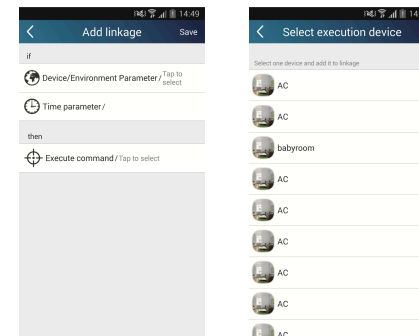 14:49
Add linkage Save
if
Device/Environment Parameter/Tap to select
Time parameter/
then
Execute command/Tap to select
14
Select execution device
Select one device and add it to linkage
AC
AC
babyroom
AC
AC
AC
AC
AC
AC